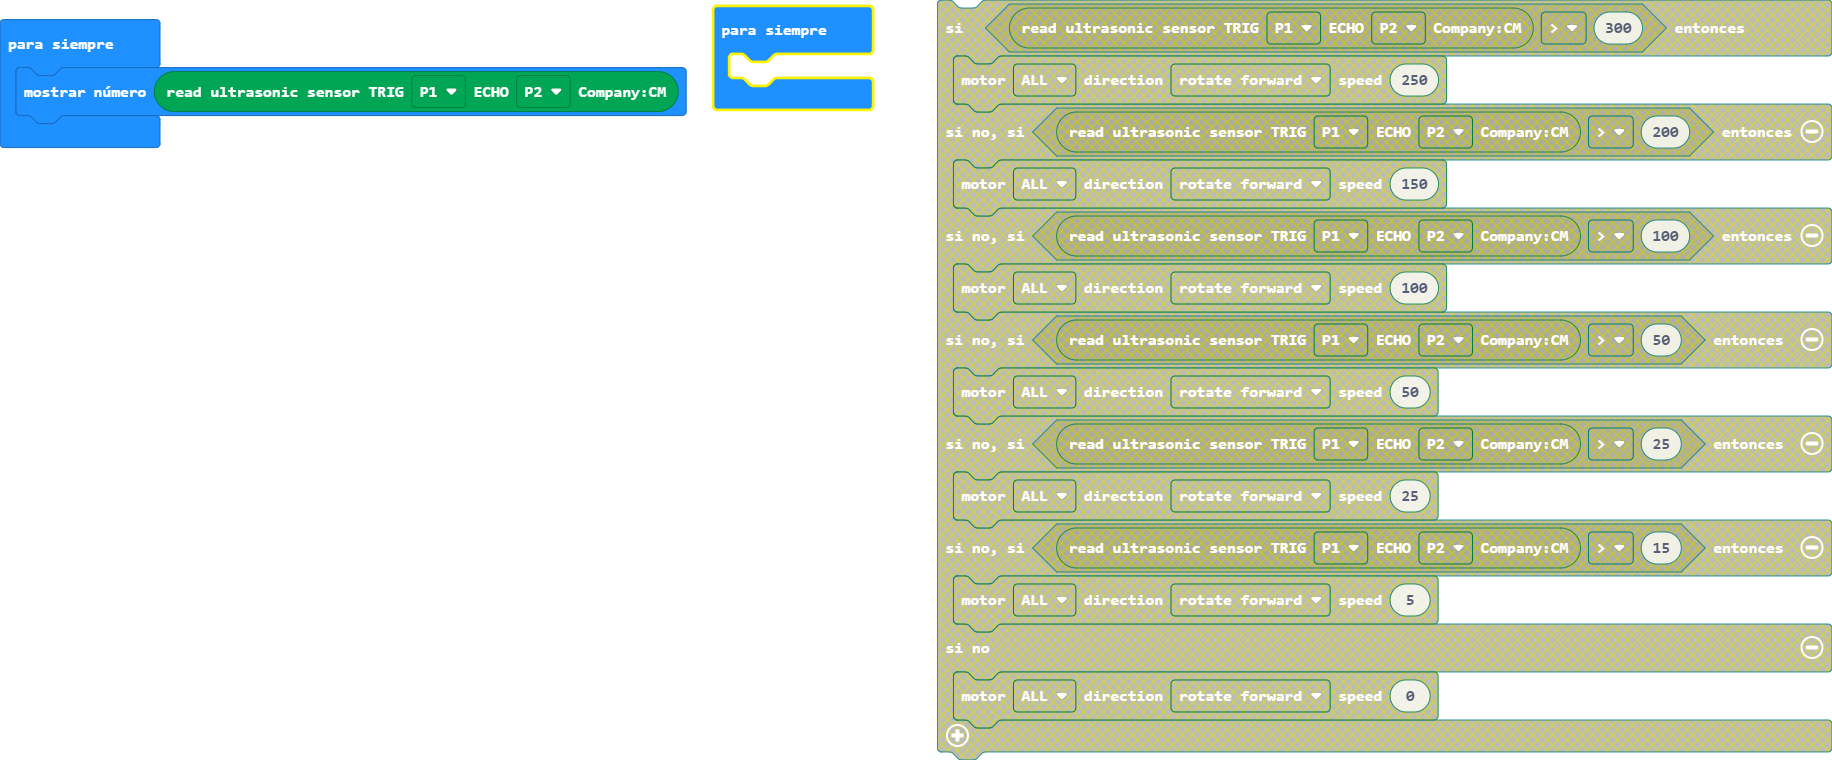 para siempre
mostrar número read ultrasonic sensor TRIG P1 ECHO P2 Company:CM
para siempre
si read ultrasonic sensor TRIG P1 ECHO P2 Company:CM > 300 entonces
motor ALL direction rotate forward speed 250
si no, si read ultrasonic sensor TRIG P1 ECHO P2 Company:CM > 200 entonces
motor ALL direction rotate forward speed 150
si no, si read ultrasonic sensor TRIG P1 ECHO P2 Company:CM > 100 entonces
motor ALL direction rotate forward speed 100
si no, si read ultrasonic sensor TRIG P1 ECHO P2 Company:CM > 50 entonces
motor ALL direction rotate forward speed 50
si no, si read ultrasonic sensor TRIG P1 ECHO P2 Company:CM > 25 entonces
motor ALL direction rotate forward speed 25
si no, si read ultrasonic sensor TRIG P1 ECHO P2 Company:CM > 15 entonces
motor ALL direction rotate forward speed 5
si no
motor ALL direction rotate forward speed 0